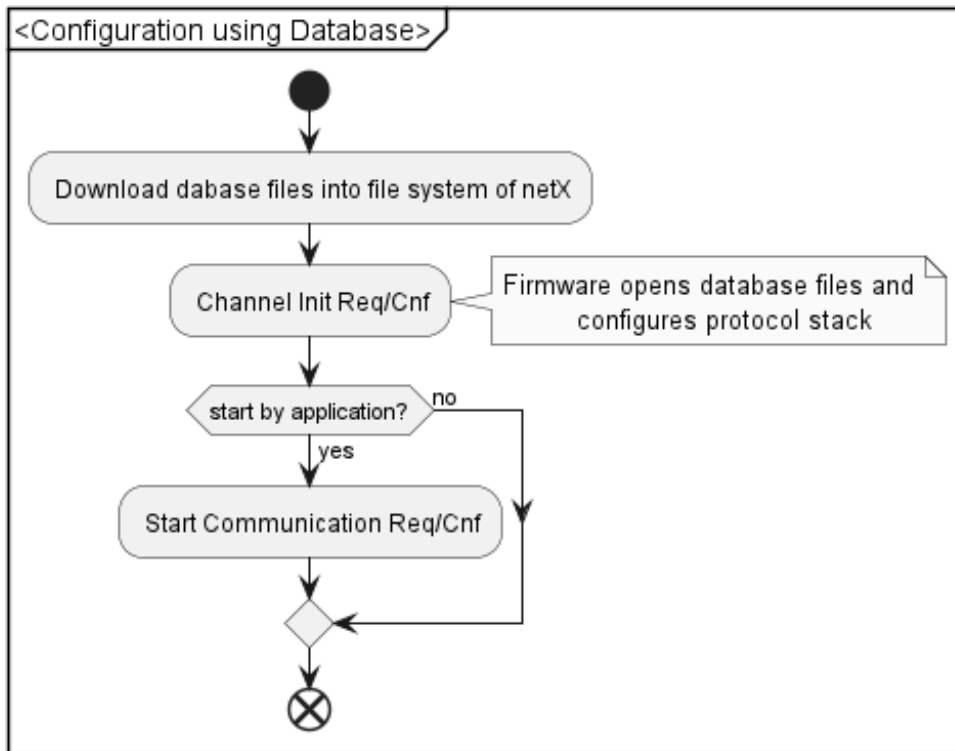 <Configuration using Database>
Download dabase files into file system of netX
Channel Init Req/Cnf
Firmware opens database files and
configures protocol stack
start by application?
no
yes
Start Communication Req/Cnf